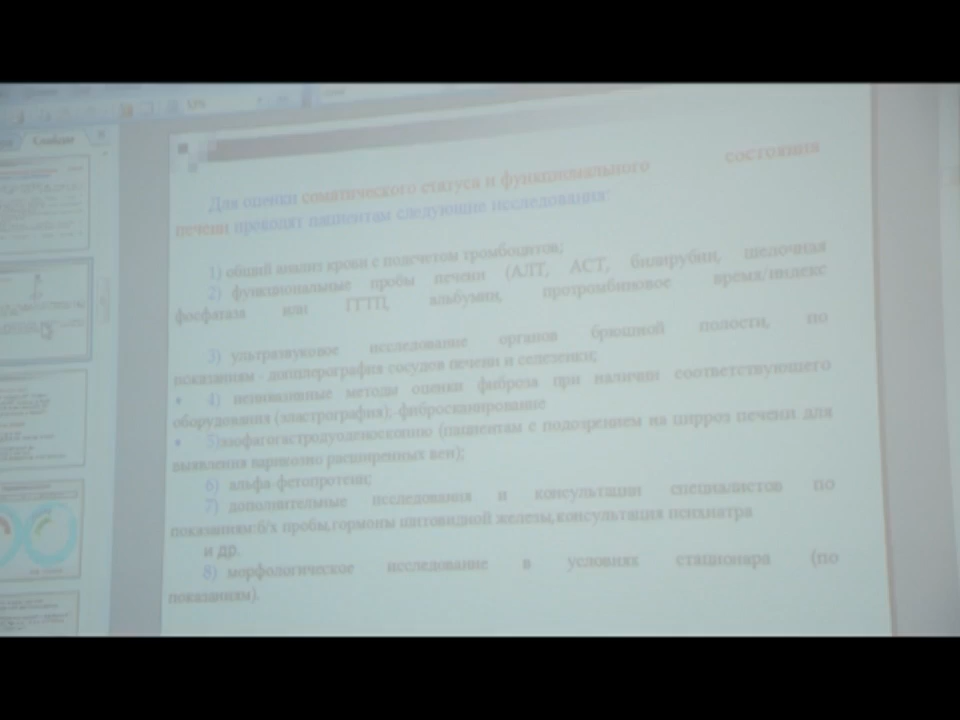 Слайды
Для оценки соматического статуса и функционального состояния
печени проводят пациентам следующие исследования:
1) общий анализ крови с подсчетом тромбоцитов;
2) функциональные пробы печени (АЛТ, АСТ, билирубин, щелочная
фосфатаза или ГГТП, альбумин, протромбиновое время/индекс
3) ультразвуковое исследование органов брюшной полости, по
показаниям - допплерография сосудов печени и селезенки;
• 4) неинвазивные методы оценки фиброза при наличии соответствующего
оборудования (эластрография);-фибросканирование
• 5)эзофагогастродуоденоскопию (пациентам с подозрением на цирроз печени для
выявления варикозно расширенных вен);
6) альфа-фетопротеин;
7) дополнительные исследования и консультации специалистов по
показаниям:б/х пробы,гормоны щитовидной железы,консультация психиатра
и др.
8) морфологическое исследование в условиях стационара (по
показаниям).